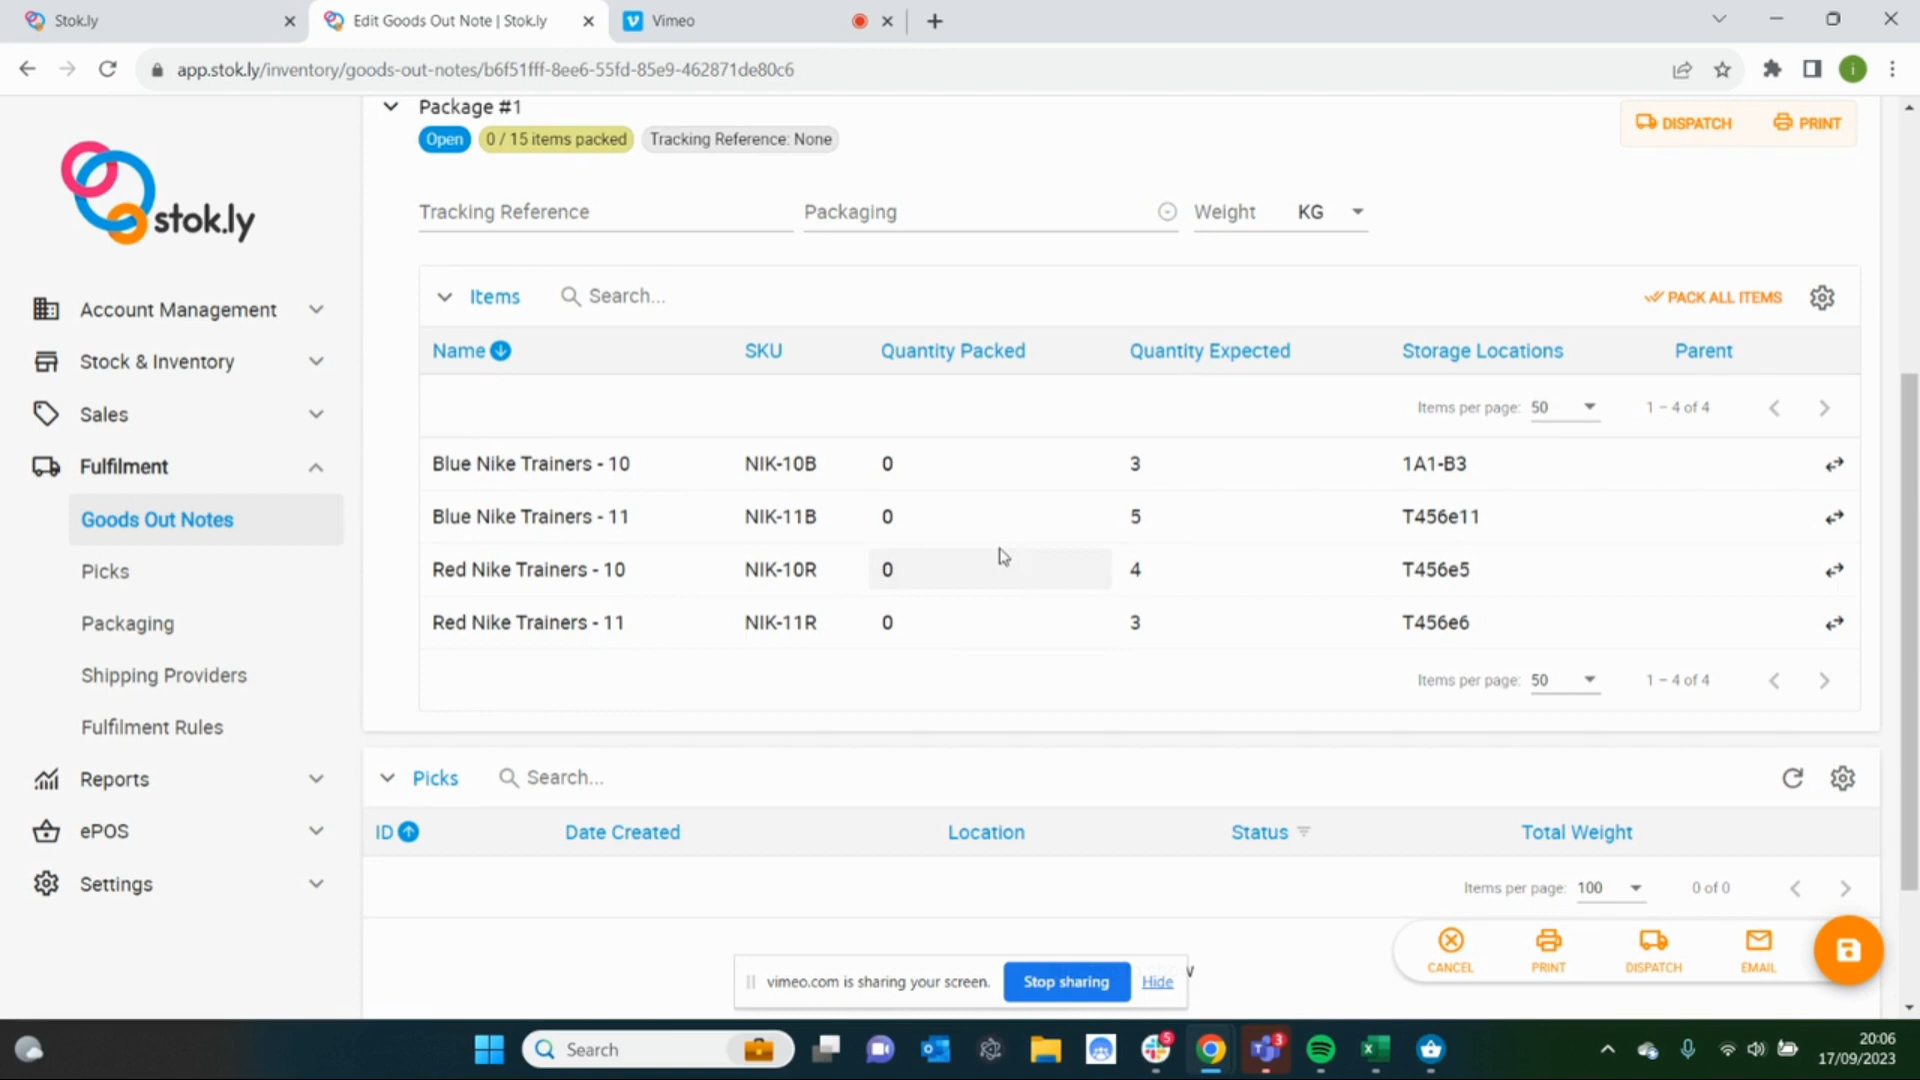 Stok.ly
Edit Goods Out Note | Stok.ly
Vimeo
app.stok.ly/inventory/goods-out-notes/b6f51fff-8ee6-55fd-85e9-462871de80c6
i
stok.ly
Account Management
Stock & Inventory
Sales
Fulfilment
Goods Out Notes
Picks
Packaging
Shipping Providers
Fulfilment Rules
Reports
ePOS
Settings
Package #1
Open 0 / 15 items packed Tracking Reference: None
DISPATCH PRINT
Tracking Reference Packaging Weight KG
Items Search... PACK ALL ITEMS
Name SKU Quantity Packed Quantity Expected Storage Locations Parent
Items per page: 50 1 – 4 of 4
Blue Nike Trainers - 10 NIK-10B 0 3 1A1-B3
Blue Nike Trainers - 11 NIK-11B 0 5 T456e11
Red Nike Trainers - 10 NIK-10R 0 4 T456e5
Red Nike Trainers - 11 NIK-11R 0 3 T456e6
Items per page: 50 1 – 4 of 4
Picks Search...
ID Date Created Location Status Total Weight
Items per page: 100 0 of 0
CANCEL PRINT DISPATCH EMAIL
vimeo.com is sharing your screen. Stop sharing Hide
Search
5
3
20:06
17/09/2023